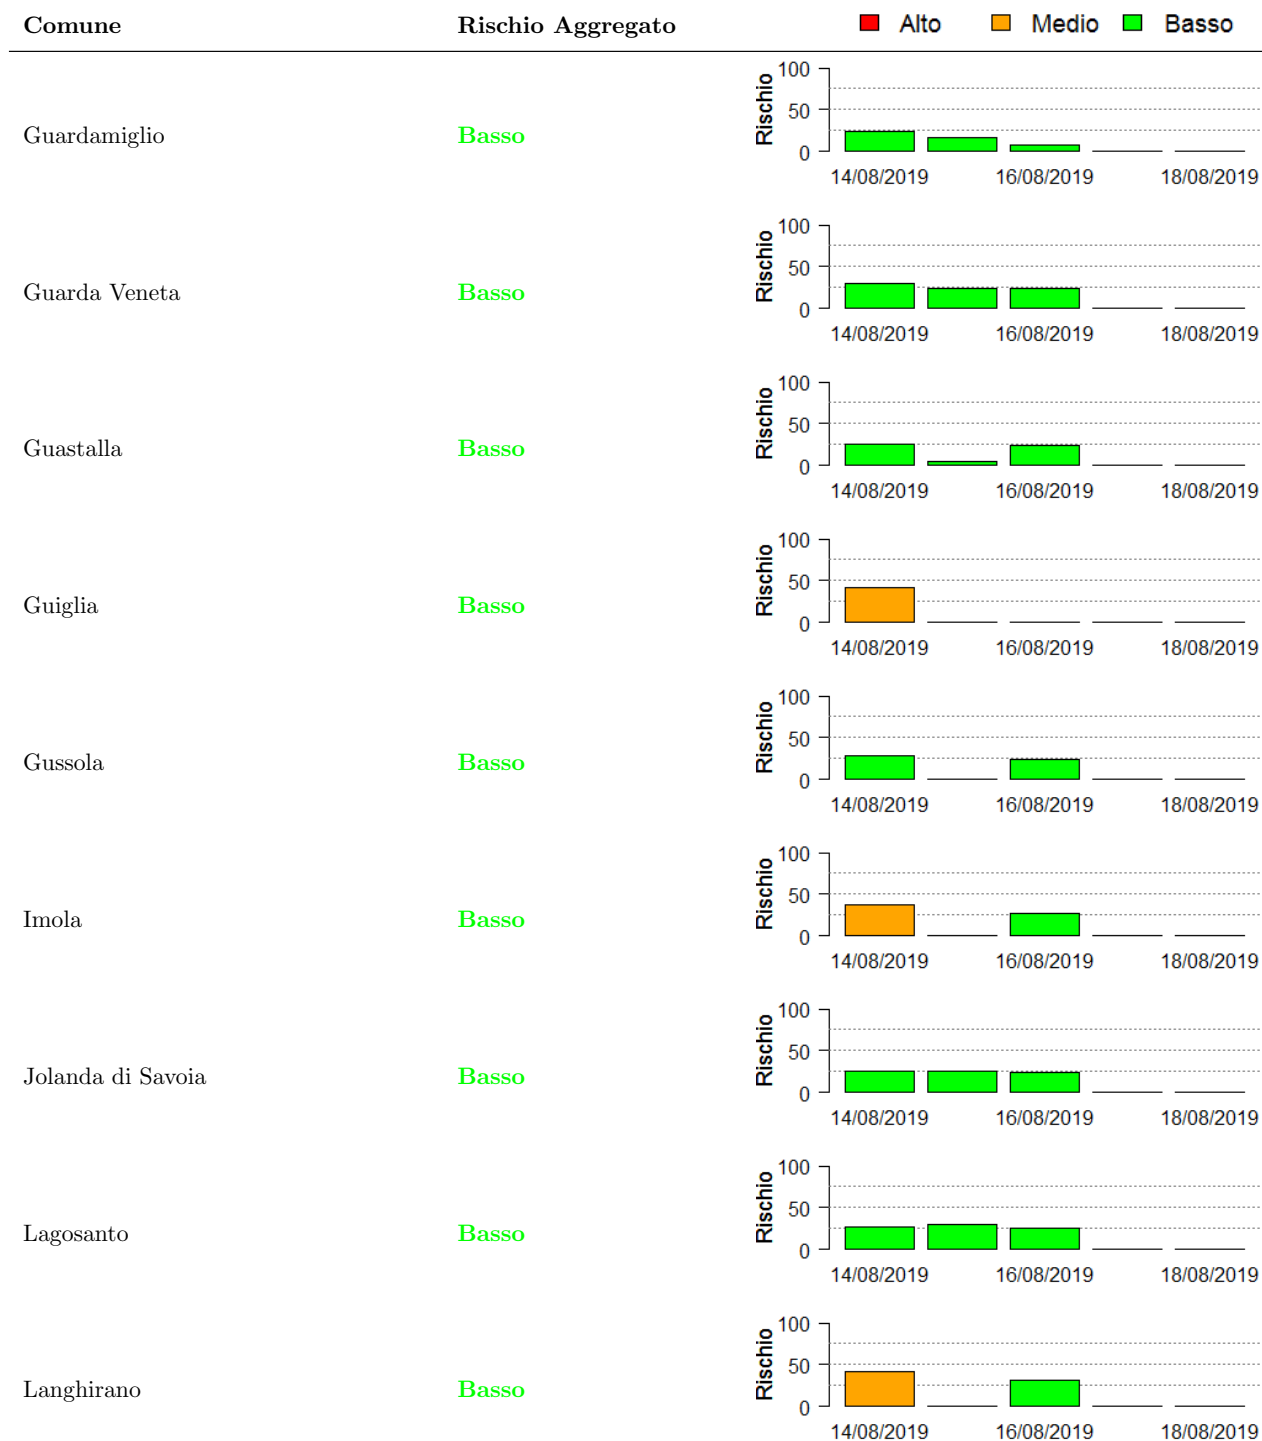 Comune Rischio Aggregato Alto Medio Basso
Guardamiglio Basso Rischio 100 50 0
14/08/2019 16/08/2019 18/08/2019
Guarda Veneta Basso Rischio 100 50 0
14/08/2019 16/08/2019 18/08/2019
Guastalla Basso Rischio 100 50 0
14/08/2019 16/08/2019 18/08/2019
Guiglia Basso Rischio 100 50 0
14/08/2019 16/08/2019 18/08/2019
Gussola Basso Rischio 100 50 0
14/08/2019 16/08/2019 18/08/2019
Imola Basso Rischio 100 50 0
14/08/2019 16/08/2019 18/08/2019
Jolanda di Savoia Basso Rischio 100 50 0
14/08/2019 16/08/2019 18/08/2019
Lagosanto Basso Rischio 100 50 0
14/08/2019 16/08/2019 18/08/2019
Langhirano Basso Rischio 100 50 0
14/08/2019 16/08/2019 18/08/2019